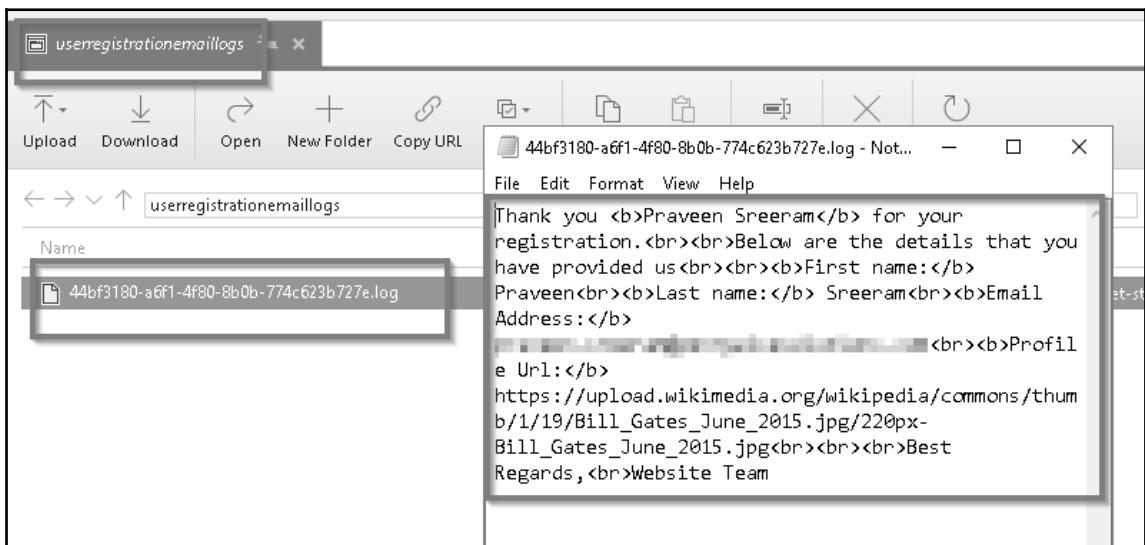 userregistrationemaillogs
Upload Download Open New Folder Copy URL
44bf3180-a6f1-4f80-8b0b-774c623b727e.log - Not...
File Edit Format View Help
userregistrationemaillogs
Thank you <b>Praveen Sreeram</b> for your
registration.<br><br>Below are the details that you
have provided us<br><br><b>First name:</b>
Praveen<br><b>Last name:</b> Sreeram<br><b>Email
Address:</b>
<br><b>Profil
e Url:</b>
https://upload.wikimedia.org/wikipedia/commons/thum
b/1/19/Bill_Gates_June_2015.jpg/220px-
Bill_Gates_June_2015.jpg<br><br><br>Best
Regards,<br>Website Team
Name
44bf3180-a6f1-4f80-8b0b-774c623b727e.log
et-st